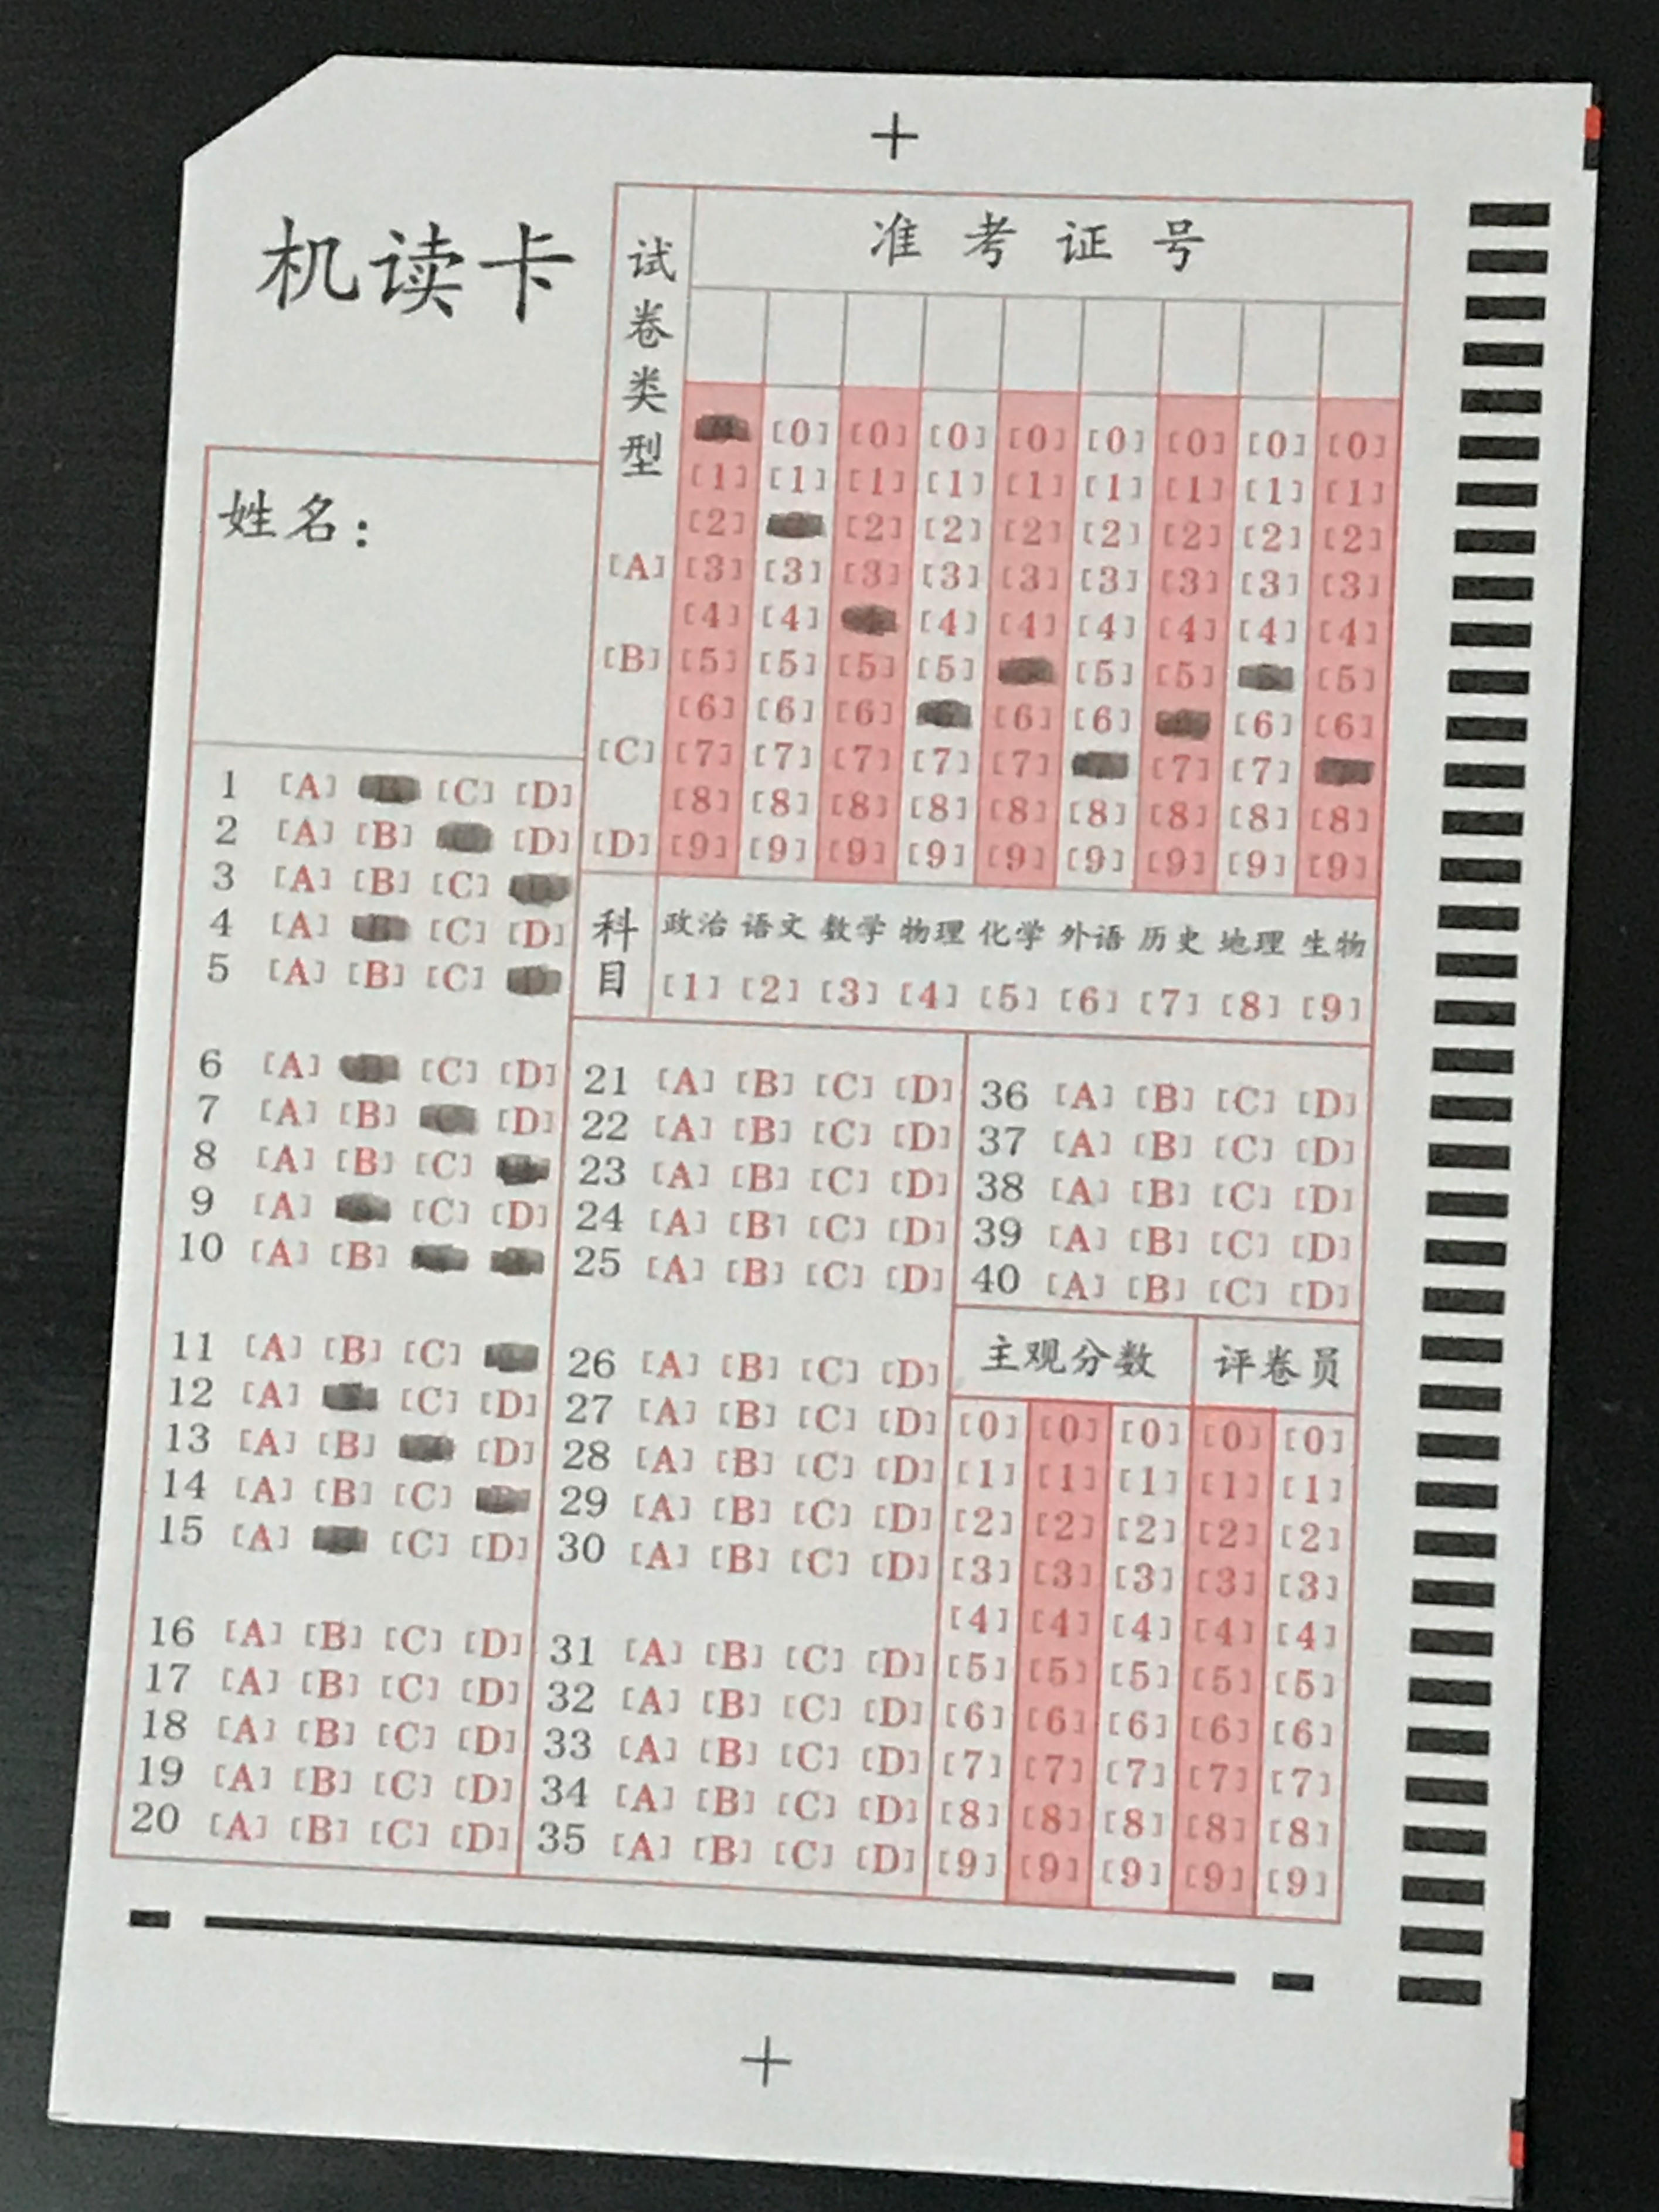 机读卡
姓名：
试卷类型
[A]
[B]
[C]
[D]
准考证号
[0] [0] [0] [0] [0] [0] [0] [0]
[1] [1] [1] [1] [1] [1] [1] [1] [1]
[2] [2] [2] [2] [2] [2] [2] [2]
[3] [3] [3] [3] [3] [3] [3] [3] [3]
[4] [4] [4] [4] [4] [4] [4] [4]
[5] [5] [5] [5] [5] [5] [5]
[6] [6] [6] [6] [6] [6] [6]
[7] [7] [7] [7] [7] [7] [7]
[8] [8] [8] [8] [8] [8] [8] [8] [8]
[9] [9] [9] [9] [9] [9] [9] [9] [9]
科目
政治 语文 数学 物理 化学 外语 历史 地理 生物
[1] [2] [3] [4] [5] [6] [7] [8] [9]
1 [A] [C] [D]
2 [A] [B] [D]
3 [A] [B] [C]
4 [A] [C] [D]
5 [A] [B] [C]
6 [A] [C] [D]
7 [A] [B] [D]
8 [A] [B] [C]
9 [A] [C] [D]
10 [A] [B]
11 [A] [B] [C]
12 [A] [C] [D]
13 [A] [B] [D]
14 [A] [B] [C]
15 [A] [C] [D]
16 [A] [B] [C] [D]
17 [A] [B] [C] [D]
18 [A] [B] [C] [D]
19 [A] [B] [C] [D]
20 [A] [B] [C] [D]
21 [A] [B] [C] [D]
22 [A] [B] [C] [D]
23 [A] [B] [C] [D]
24 [A] [B] [C] [D]
25 [A] [B] [C] [D]
26 [A] [B] [C] [D]
27 [A] [B] [C] [D]
28 [A] [B] [C] [D]
29 [A] [B] [C] [D]
30 [A] [B] [C] [D]
31 [A] [B] [C] [D]
32 [A] [B] [C] [D]
33 [A] [B] [C] [D]
34 [A] [B] [C] [D]
35 [A] [B] [C] [D]
36 [A] [B] [C] [D]
37 [A] [B] [C] [D]
38 [A] [B] [C] [D]
39 [A] [B] [C] [D]
40 [A] [B] [C] [D]
主观分数 评卷员
[0] [0] [0] [0] [0]
[1] [1] [1] [1] [1]
[2] [2] [2] [2] [2]
[3] [3] [3] [3] [3]
[4] [4] [4] [4] [4]
[5] [5] [5] [5] [5]
[6] [6] [6] [6] [6]
[7] [7] [7] [7] [7]
[8] [8] [8] [8] [8]
[9] [9] [9] [9] [9]